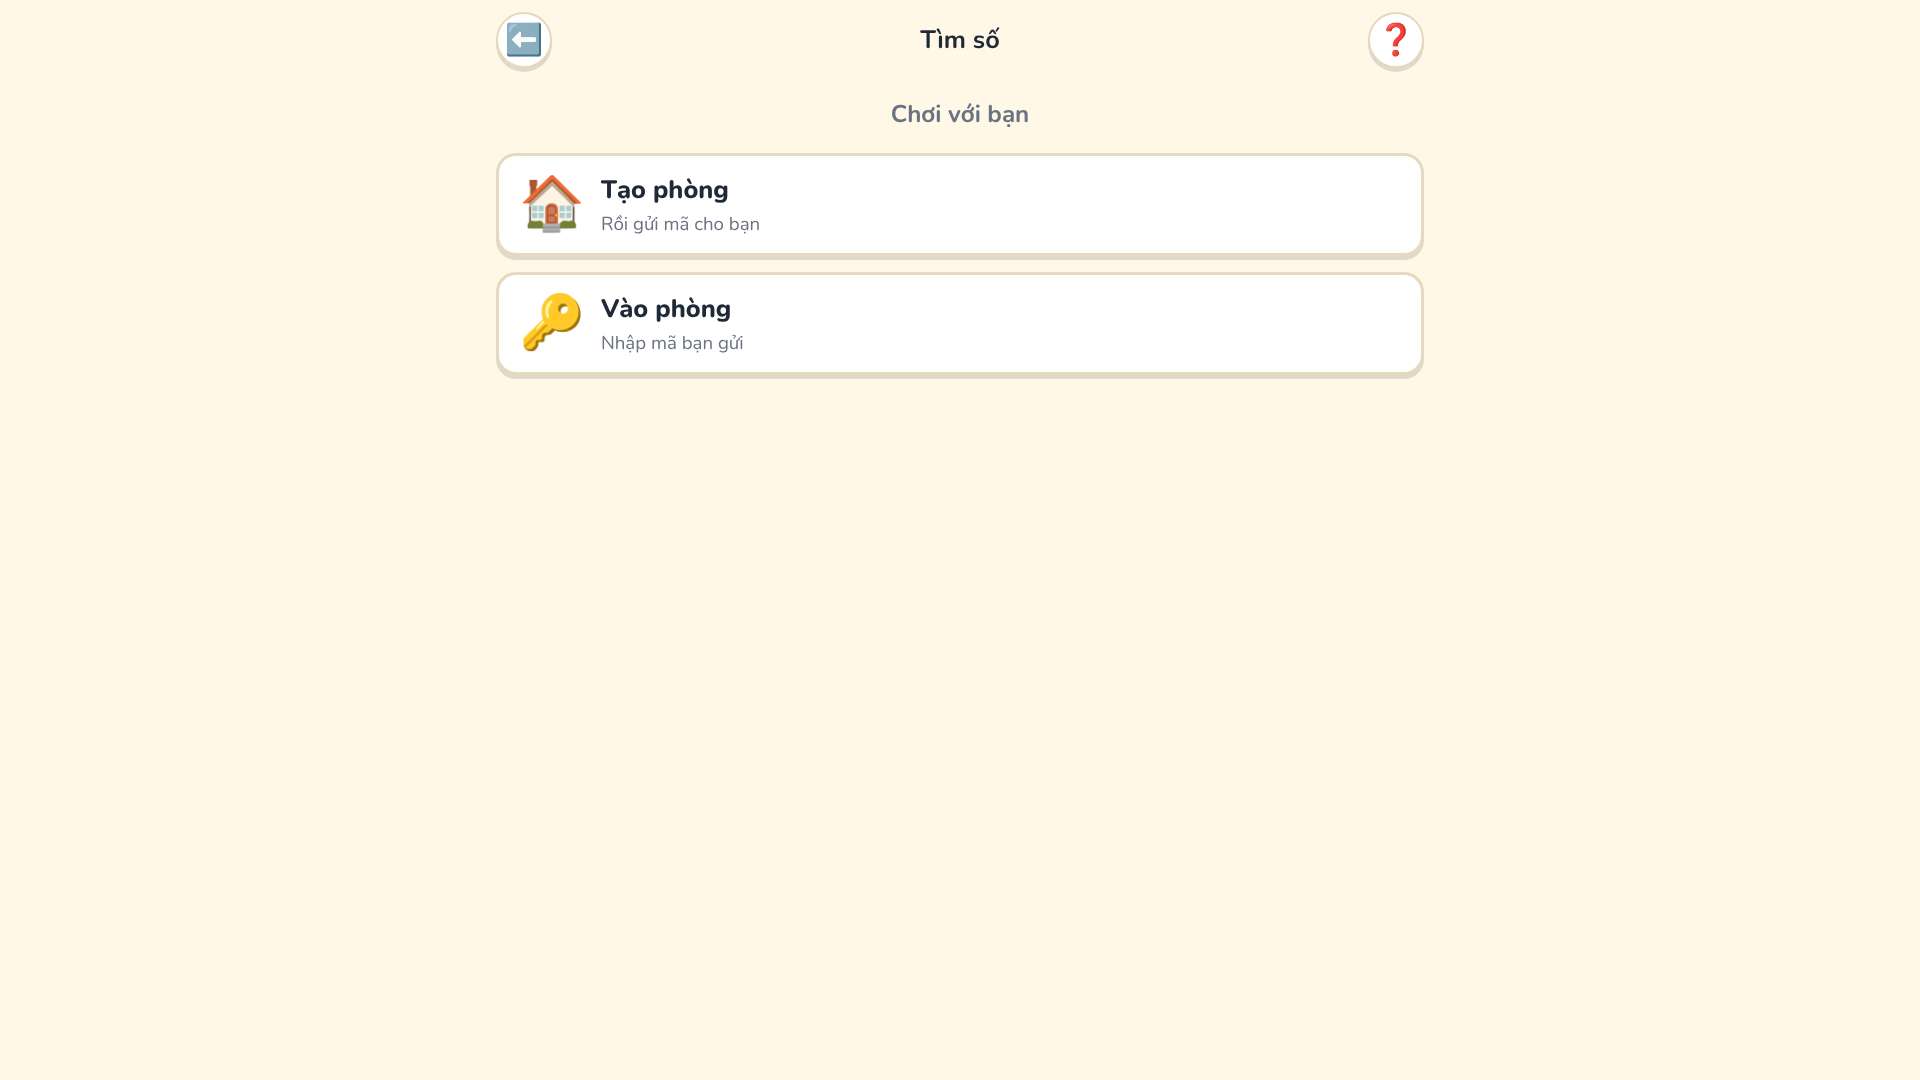 Tìm số
Chơi với bạn
Tạo phòng
Rồi gửi mã cho bạn
Vào phòng
Nhập mã bạn gửi